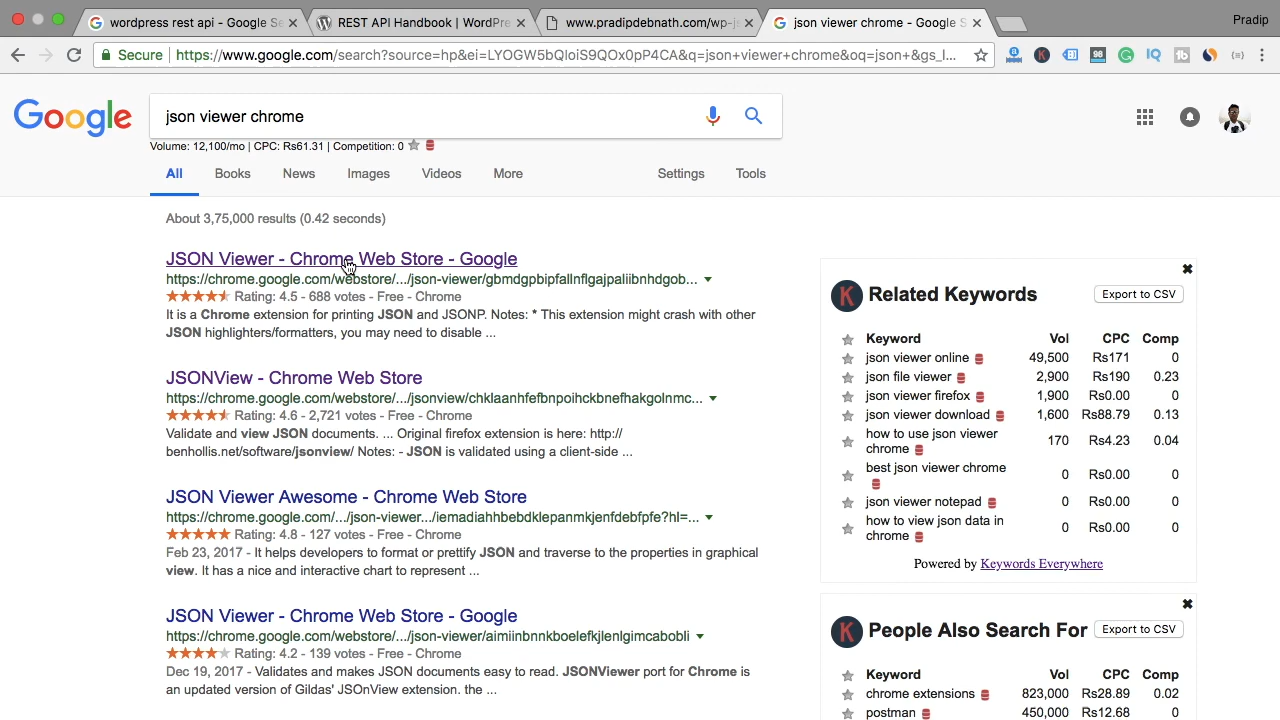 wordpress rest api - Google Se
REST API Handbook | WordPre
www.pradipdebnath.com/wp-js
json viewer chrome - Google S
Pradip
Secure
https://www.google.com/search?source=hp&ei=LYOGW5bQloiS9QOx0pP4CA&q=json+viewer+chrome&oq=json+&gs_l...
Google
json viewer chrome
Volume: 12,100/mo | CPC: Rs61.31 | Competition: 0
All
Books
News
Images
Videos
More
Settings
Tools
About 3,75,000 results (0.42 seconds)
JSON Viewer - Chrome Web Store - Google
https://chrome.google.com/webstore/.../json-viewer/gbmdgpbipfallnflgajpaliibnhdgob...
Rating: 4.5 - 688 votes - Free - Chrome
It is a Chrome extension for printing JSON and JSONP. Notes: * This extension might crash with other
JSON highlighters/formatters, you may need to disable ...
JSONView - Chrome Web Store
https://chrome.google.com/webstore/.../jsonview/chklaanhfefbnpoihckbnefhakgolnmc...
Rating: 4.6 - 2,721 votes - Free - Chrome
Validate and view JSON documents. ... Original firefox extension is here: http://
benhollis.net/software/jsonview/ Notes: - JSON is validated using a client-side ...
JSON Viewer Awesome - Chrome Web Store
https://chrome.google.com/.../json-viewer.../iemadiahhbebdklepanmkjenfdebfpfe?hl=...
Rating: 4.8 - 127 votes - Free - Chrome
Feb 23, 2017 - It helps developers to format or prettify JSON and traverse to the properties in graphical
view. It has a nice and interactive chart to represent ...
JSON Viewer - Chrome Web Store - Google
https://chrome.google.com/webstore/.../json-viewer/aimiinbnnkboelefkjlenlgimcabobli
Rating: 4.2 - 139 votes - Free - Chrome
Dec 19, 2017 - Validates and makes JSON documents easy to read. JSONViewer port for Chrome is
an updated version of Gildas' JSOnView extension. the ...
Related Keywords
Export to CSV
Keyword Vol CPC Comp
json viewer online 49,500 Rs171 0
json file viewer 2,900 Rs190 0.23
json viewer firefox 1,900 Rs0.00 0
json viewer download 1,600 Rs88.79 0.13
how to use json viewer
chrome 170 Rs4.23 0.04
best json viewer chrome 0 Rs0.00 0
json viewer notepad 0 Rs0.00 0
how to view json data in
chrome 0 Rs0.00 0
Powered by Keywords Everywhere
People Also Search For
Export to CSV
Keyword Vol CPC Comp
chrome extensions 823,000 Rs28.89 0.02
postman 450,000 Rs12.68 0